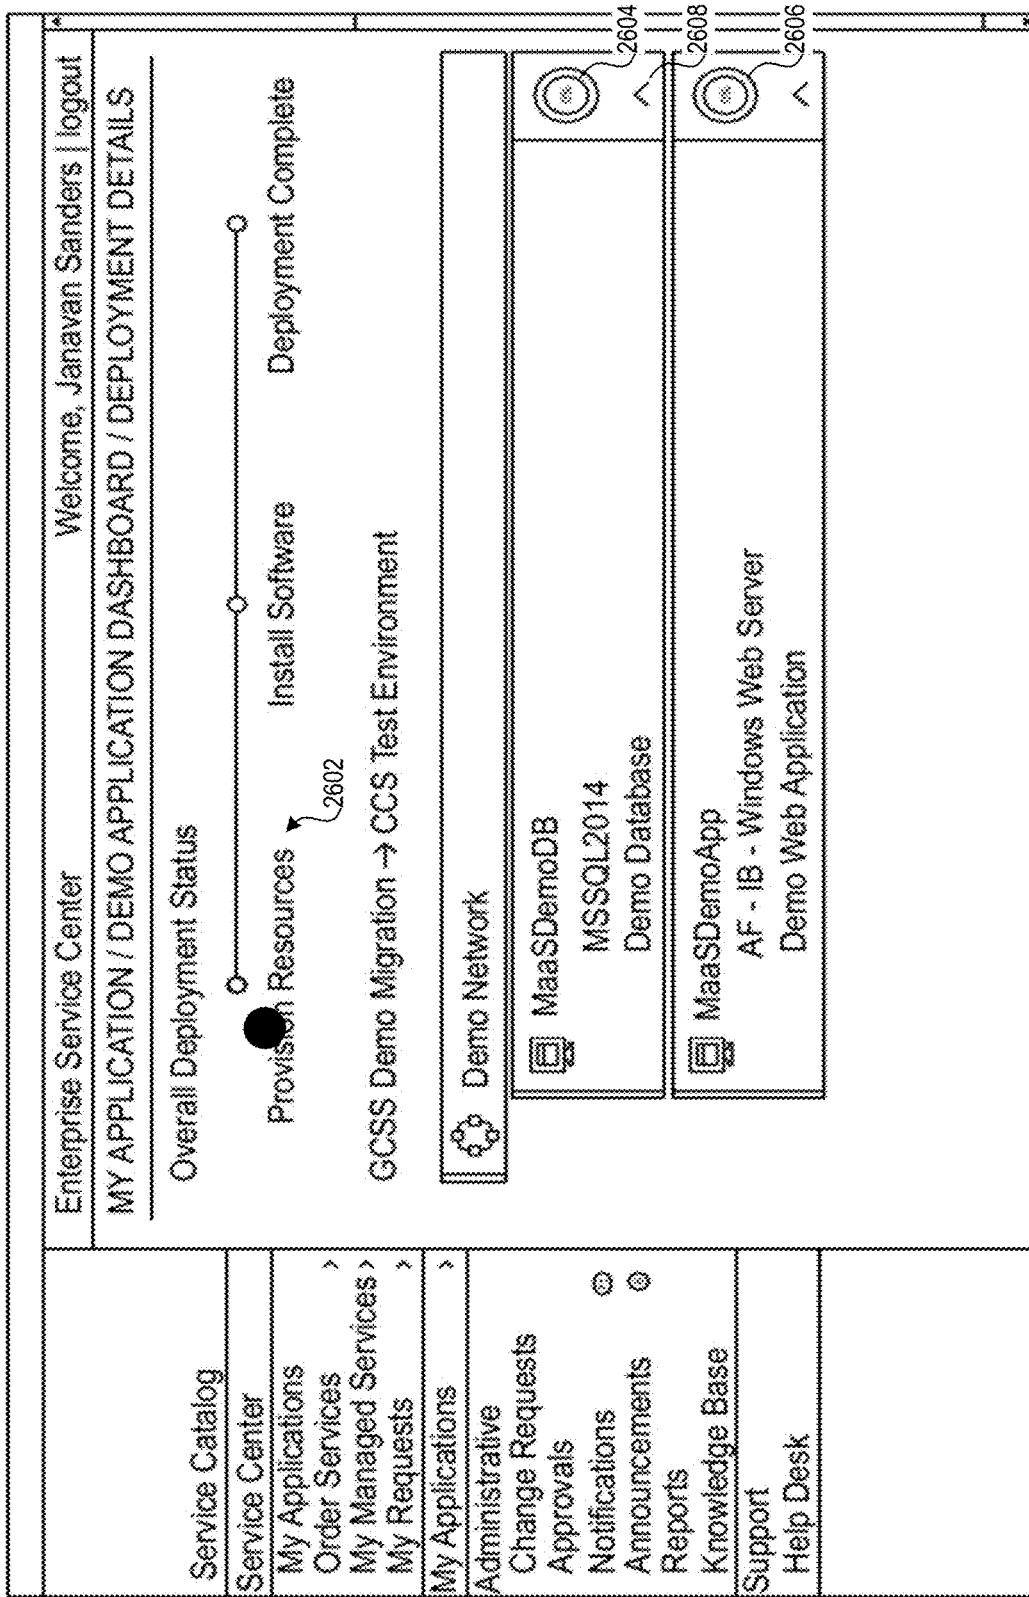 Enterprise Service Center
Welcome, Janavan Sanders | logout
MY APPLICATION / DEMO APPLICATION DASHBOARD / DEPLOYMENT DETAILS
Service Catalog
Service Center
My Applications
Order Services
My Managed Services
My Requests
My Applications
Administrative
Change Requests
Approvals
Notifications
Announcements
Reports
Knowledge Base
Support
Help Desk
Overall Deployment Status
Provision Resources
Install Software
Deployment Complete
2602
GCSS Demo Migration → CCS Test Environment
Demo Network
MaaSDemoDB
MSSQL2014
Demo Database
2604
2608
MaaSDemoApp
AF - IB - Windows Web Server
Demo Web Application
2606